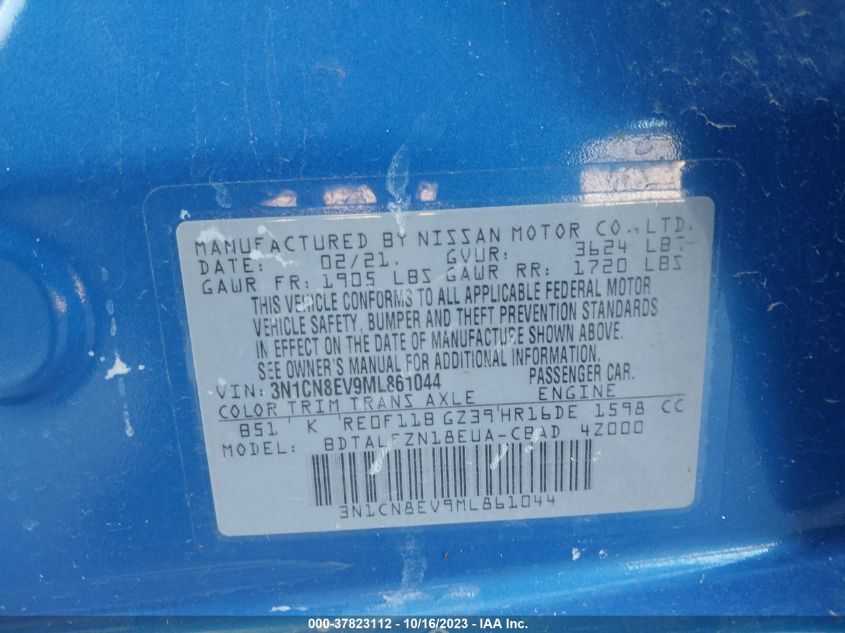 MANUFACTURED BY NISSAN MOTOR CO., LTD.
DATE: 02/21. GVWR: 3624 LBS
GAWR FR: 1905 LBS GAWR RR: 1720 LBS
THIS VEHICLE CONFORMS TO ALL APPLICABLE FEDERAL MOTOR
VEHICLE SAFETY, BUMPER AND THEFT PREVENTION STANDARDS
IN EFFECT ON THE DATE OF MANUFACTURE SHOWN ABOVE.
SEE OWNER'S MANUAL FOR ADDITIONAL INFORMATION.
VIN: 3N1CN8EV9ML861044 PASSENGER CAR.
COLOR TRIM TRANS AXLE ENGINE
B51 K RE0F11B GZ39 HR16DE 1598 CC
MODEL: BDTALFZN18EUA-CBAD 4Z000
3N1CN8EV9ML861044
000-37823112 - 10/16/2023 - www.iaai.com